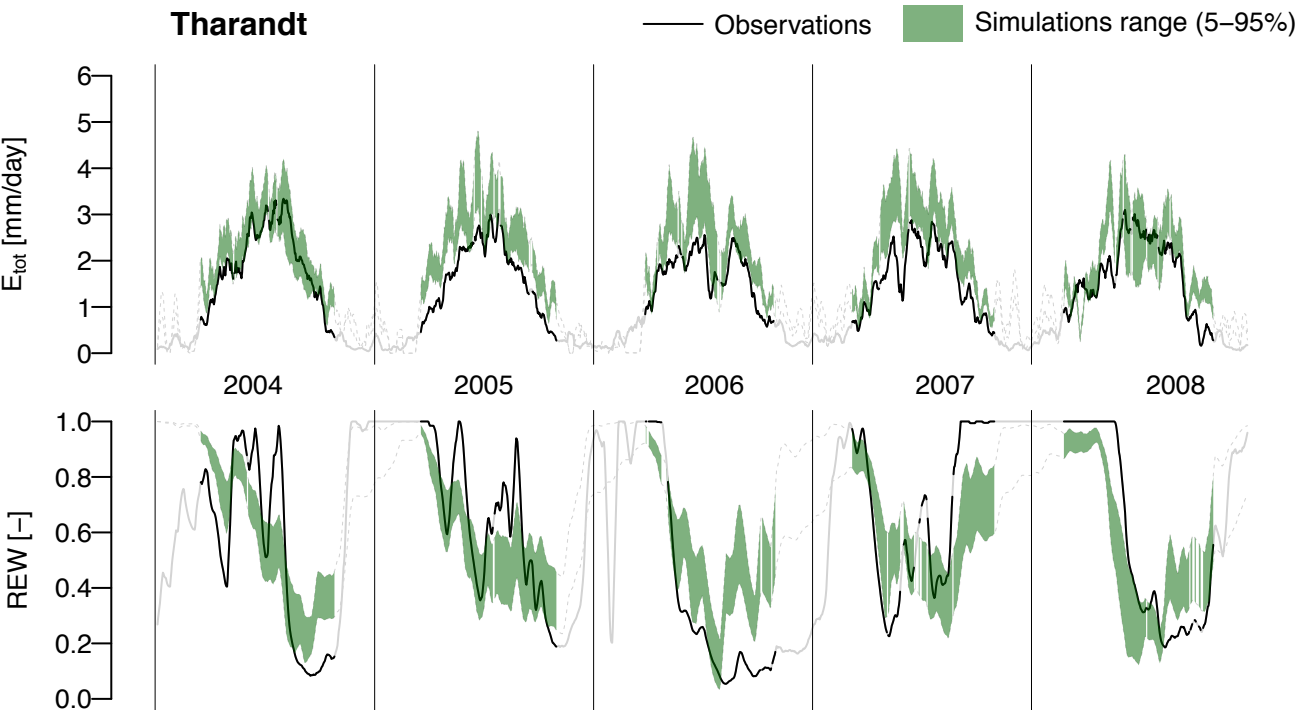 Tharandt
Observations
Simulations range (5–95%)
E_tot [mm/day]
6
5
4
3
2
1
0
2004 2005 2006 2007 2008
REW [–]
1.0
0.8
0.6
0.4
0.2
0.0